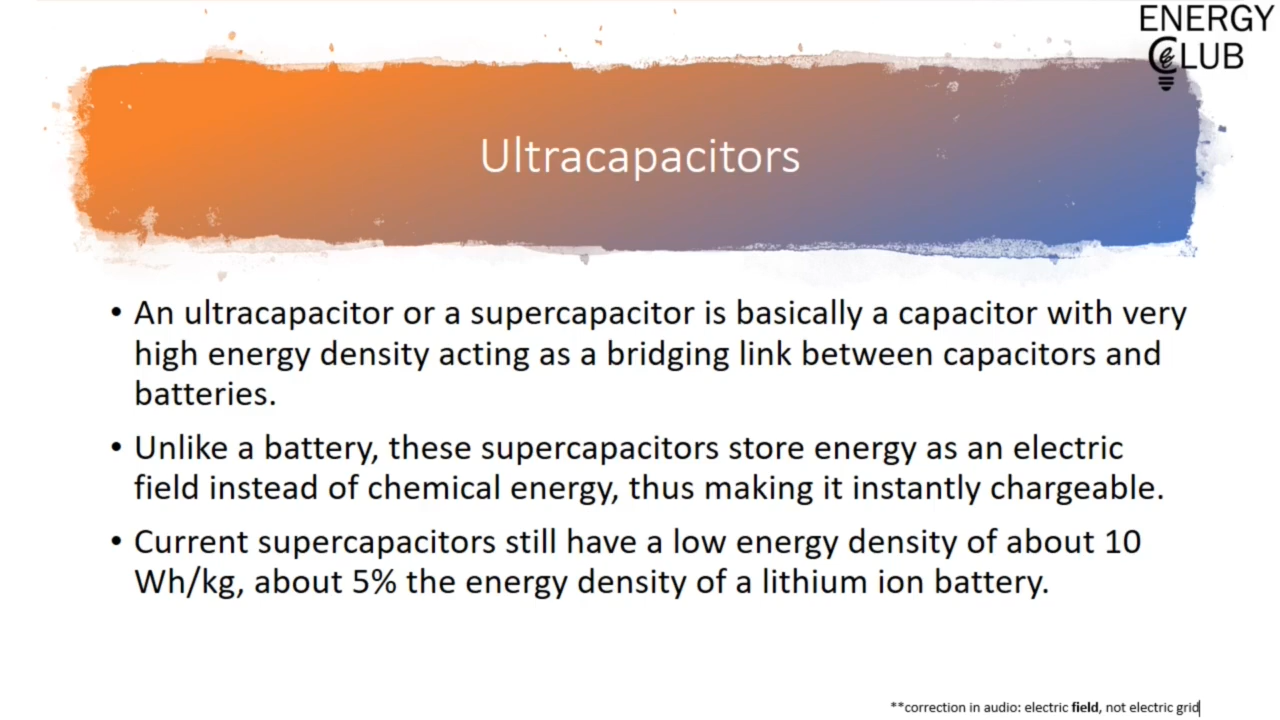 ENERGY
CLUB
Ultracapacitors
• An ultracapacitor or a supercapacitor is basically a capacitor with very
high energy density acting as a bridging link between capacitors and
batteries.
• Unlike a battery, these supercapacitors store energy as an electric
field instead of chemical energy, thus making it instantly chargeable.
• Current supercapacitors still have a low energy density of about 10
Wh/kg, about 5% the energy density of a lithium ion battery.
**correction in audio: electric field, not electric grid